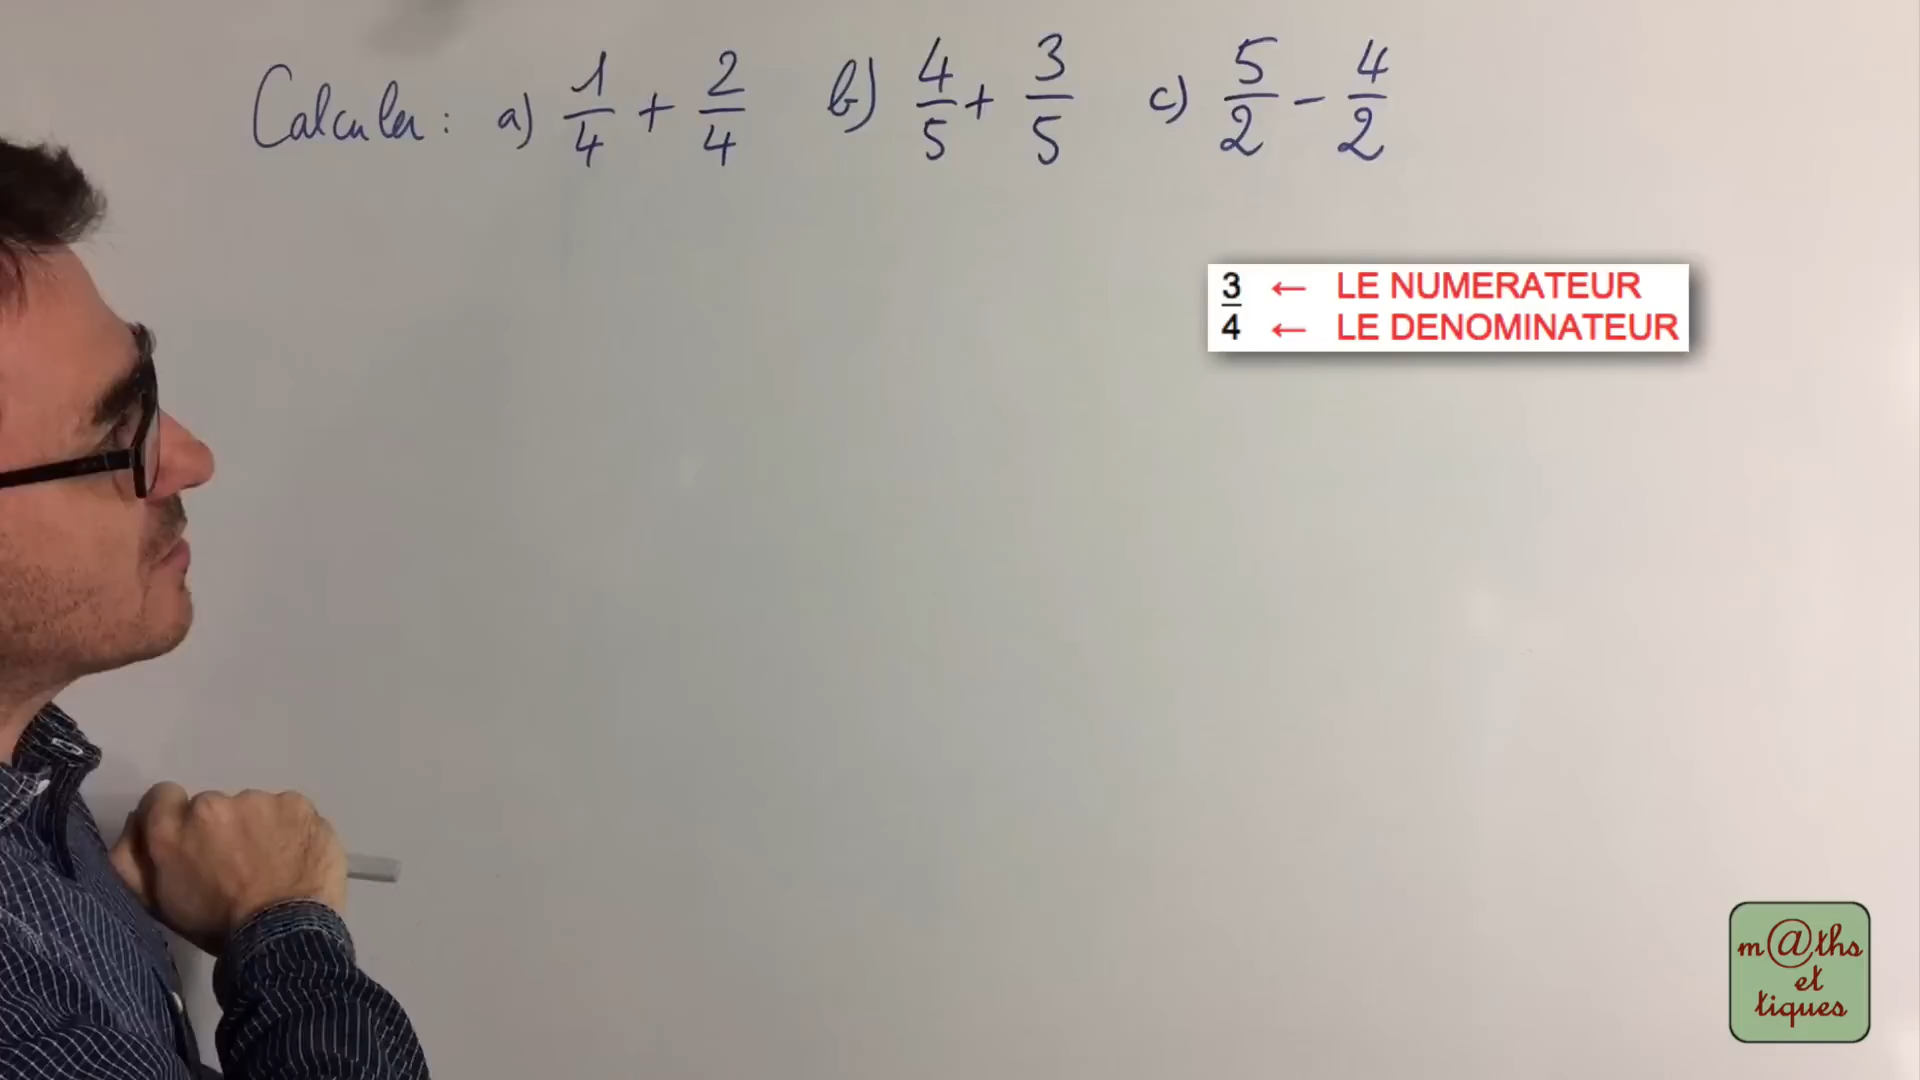 Calculer : a) 1/4 + 2/4 b) 4/5 + 3/5 c) 5/2 - 4/2
3 ← LE NUMERATEUR
4 ← LE DENOMINATEUR
m@ths
et
tiques